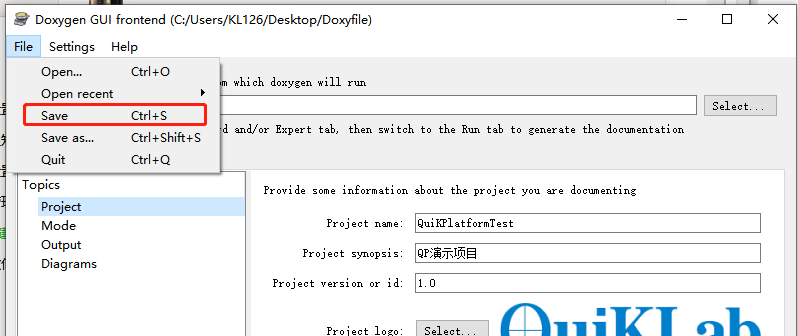 Doxygen GUI frontend (C:/Users/KL126/Desktop/Doxyfile)
File Settings Help
Open... Ctrl+O
om which doxygen will run
Open recent
Save Ctrl+S
Select...
Save as... Ctrl+Shift+S
rd and/or Expert tab, then switch to the Run tab to generate the documentation
Quit Ctrl+Q
Topics
Provide some information about the project you are documenting
Project
Mode
Output
Diagrams
Project name: QuiKPlatformTest
Project synopsis: QP演示项目
Project version or id: 1.0
Project logo: Select...
QuiKLab